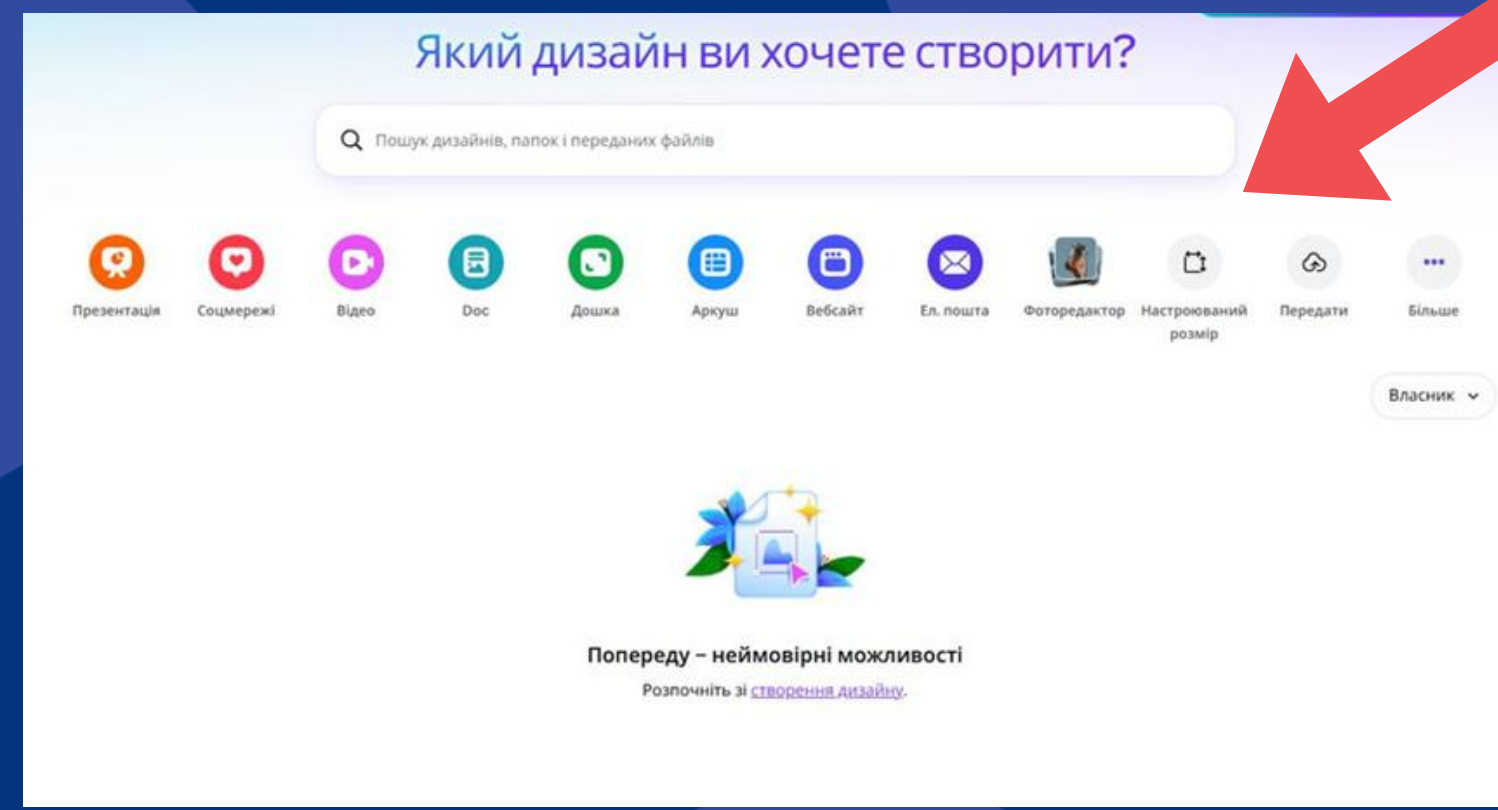 Який дизайн ви хочете створити?
Пошук дизайнів, папок і переданих файлів
Презентація
Соцмережі
Відео
Doc
Дошка
Аркуш
Вебсайт
Ел. пошта
Фоторедактор
Настроюваний
розмір
Передати
Більше
Власник
Попереду – неймовірні можливості
Розпочніть зі створення дизайну.